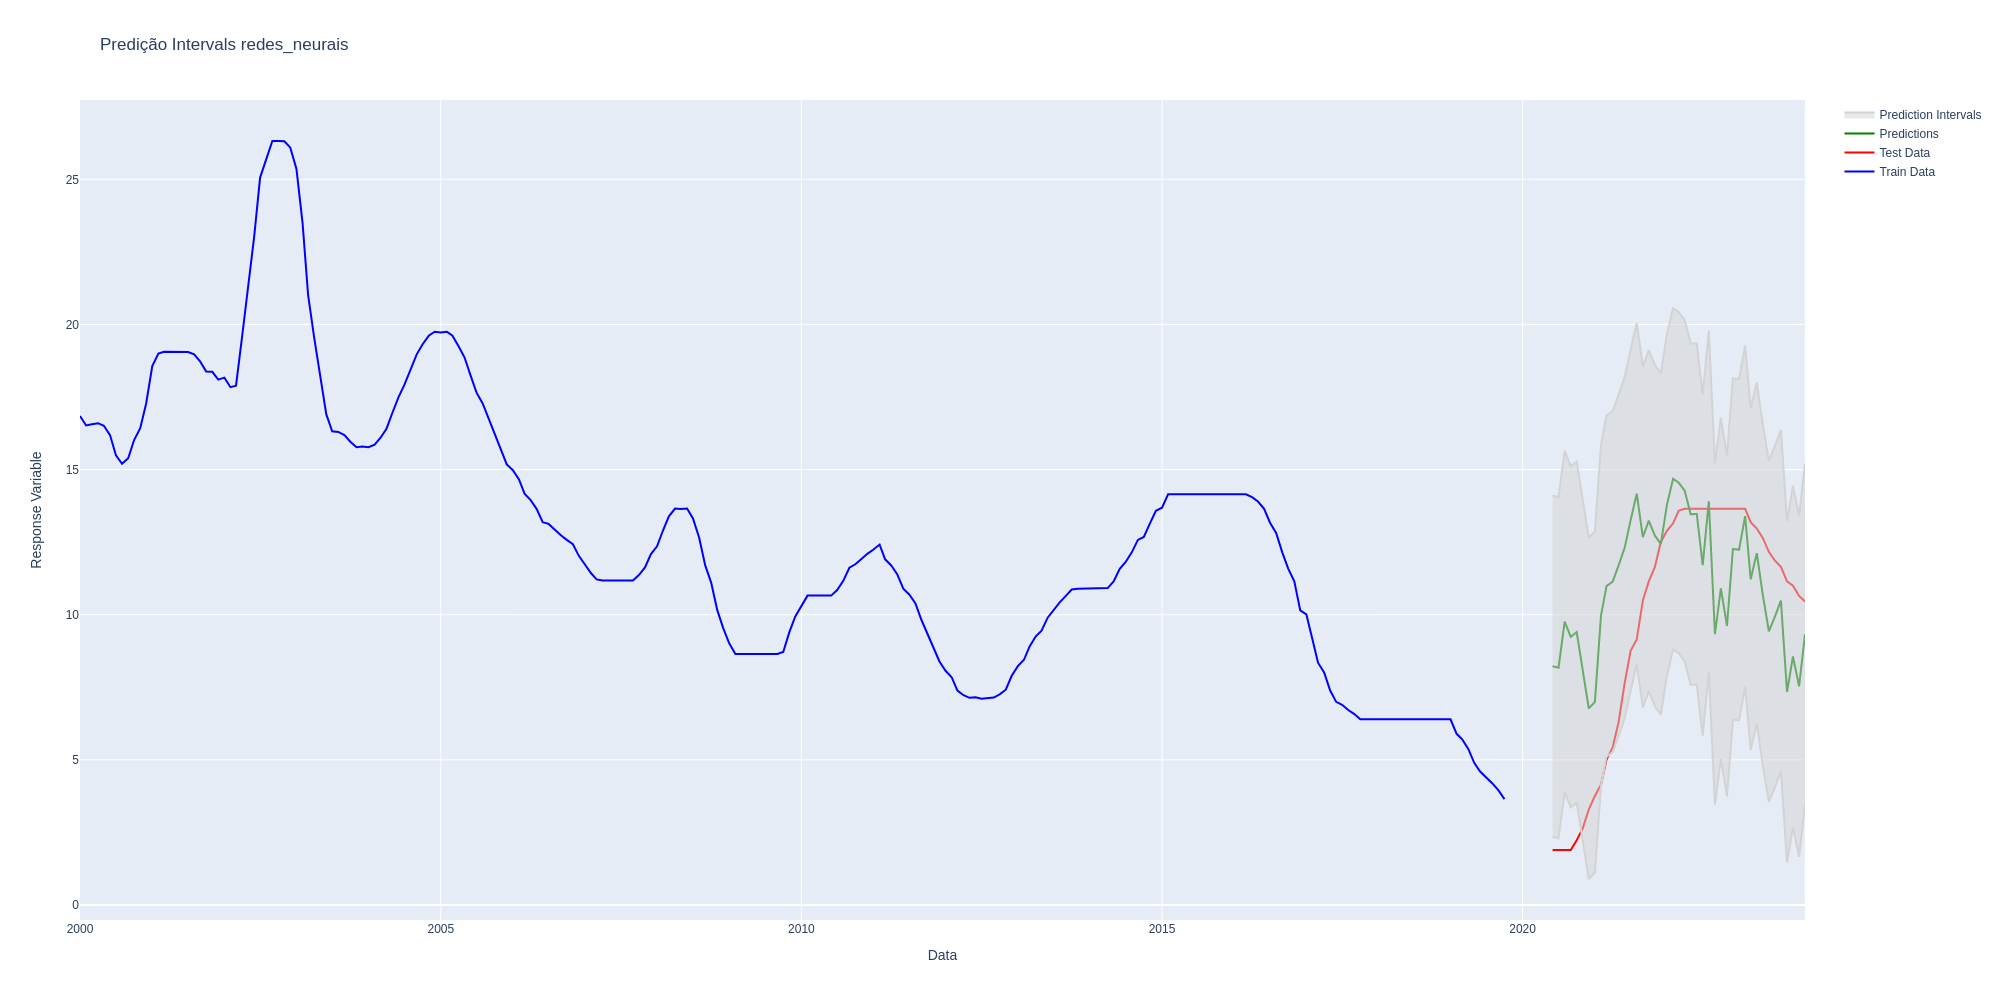 Predição Intervals redes_neurais
Prediction Intervals
Predictions
Test Data
Train Data
Response Variable
25
20
15
10
5
0
2000
2005
2010
2015
2020
Data